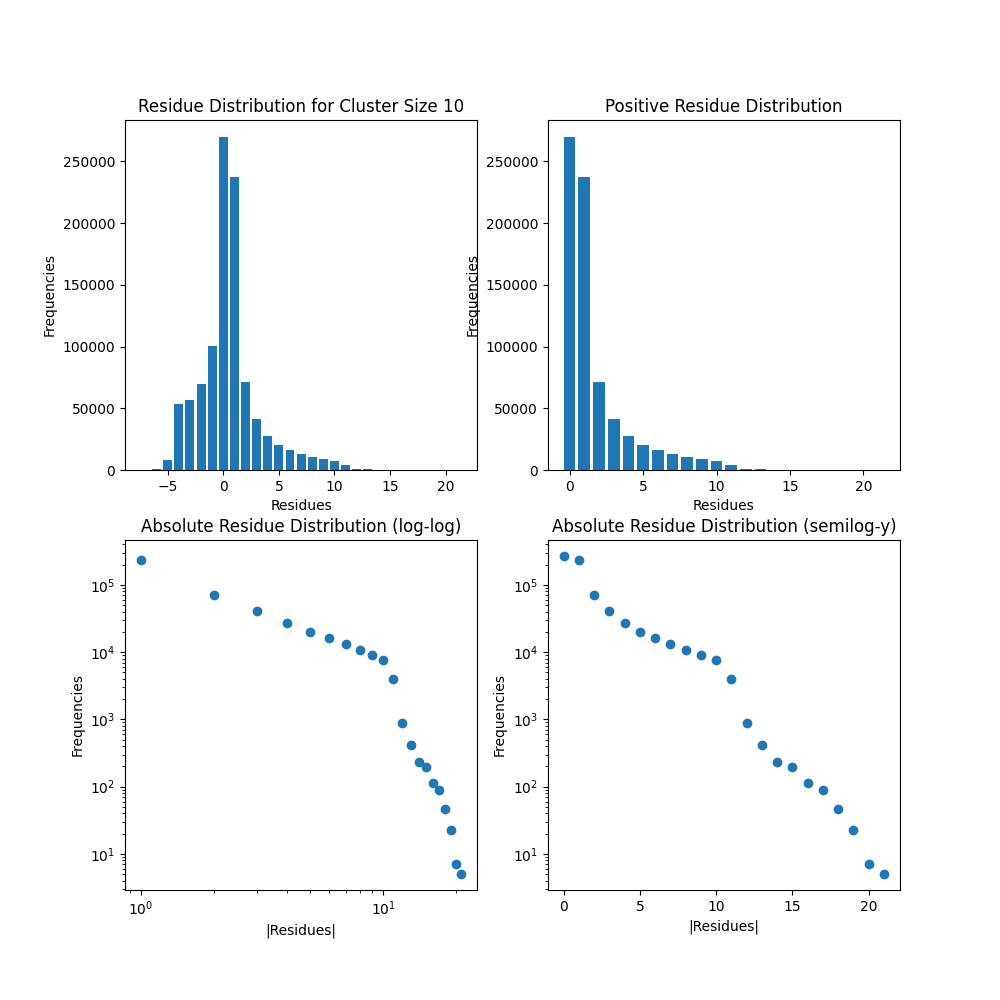 Residue Distribution for Cluster Size 10
Frequencies
250000
200000
150000
100000
50000
0
−5 0 5 10 15 20
Residues
Positive Residue Distribution
Frequencies
250000
200000
150000
100000
50000
0
0 5 10 15 20
Residues
Absolute Residue Distribution (log-log)
Frequencies
10⁵
10⁴
10³
10²
10¹
10⁰ 10¹
|Residues|
Absolute Residue Distribution (semilog-y)
Frequencies
10⁵
10⁴
10³
10²
10¹
0 5 10 15 20
|Residues|